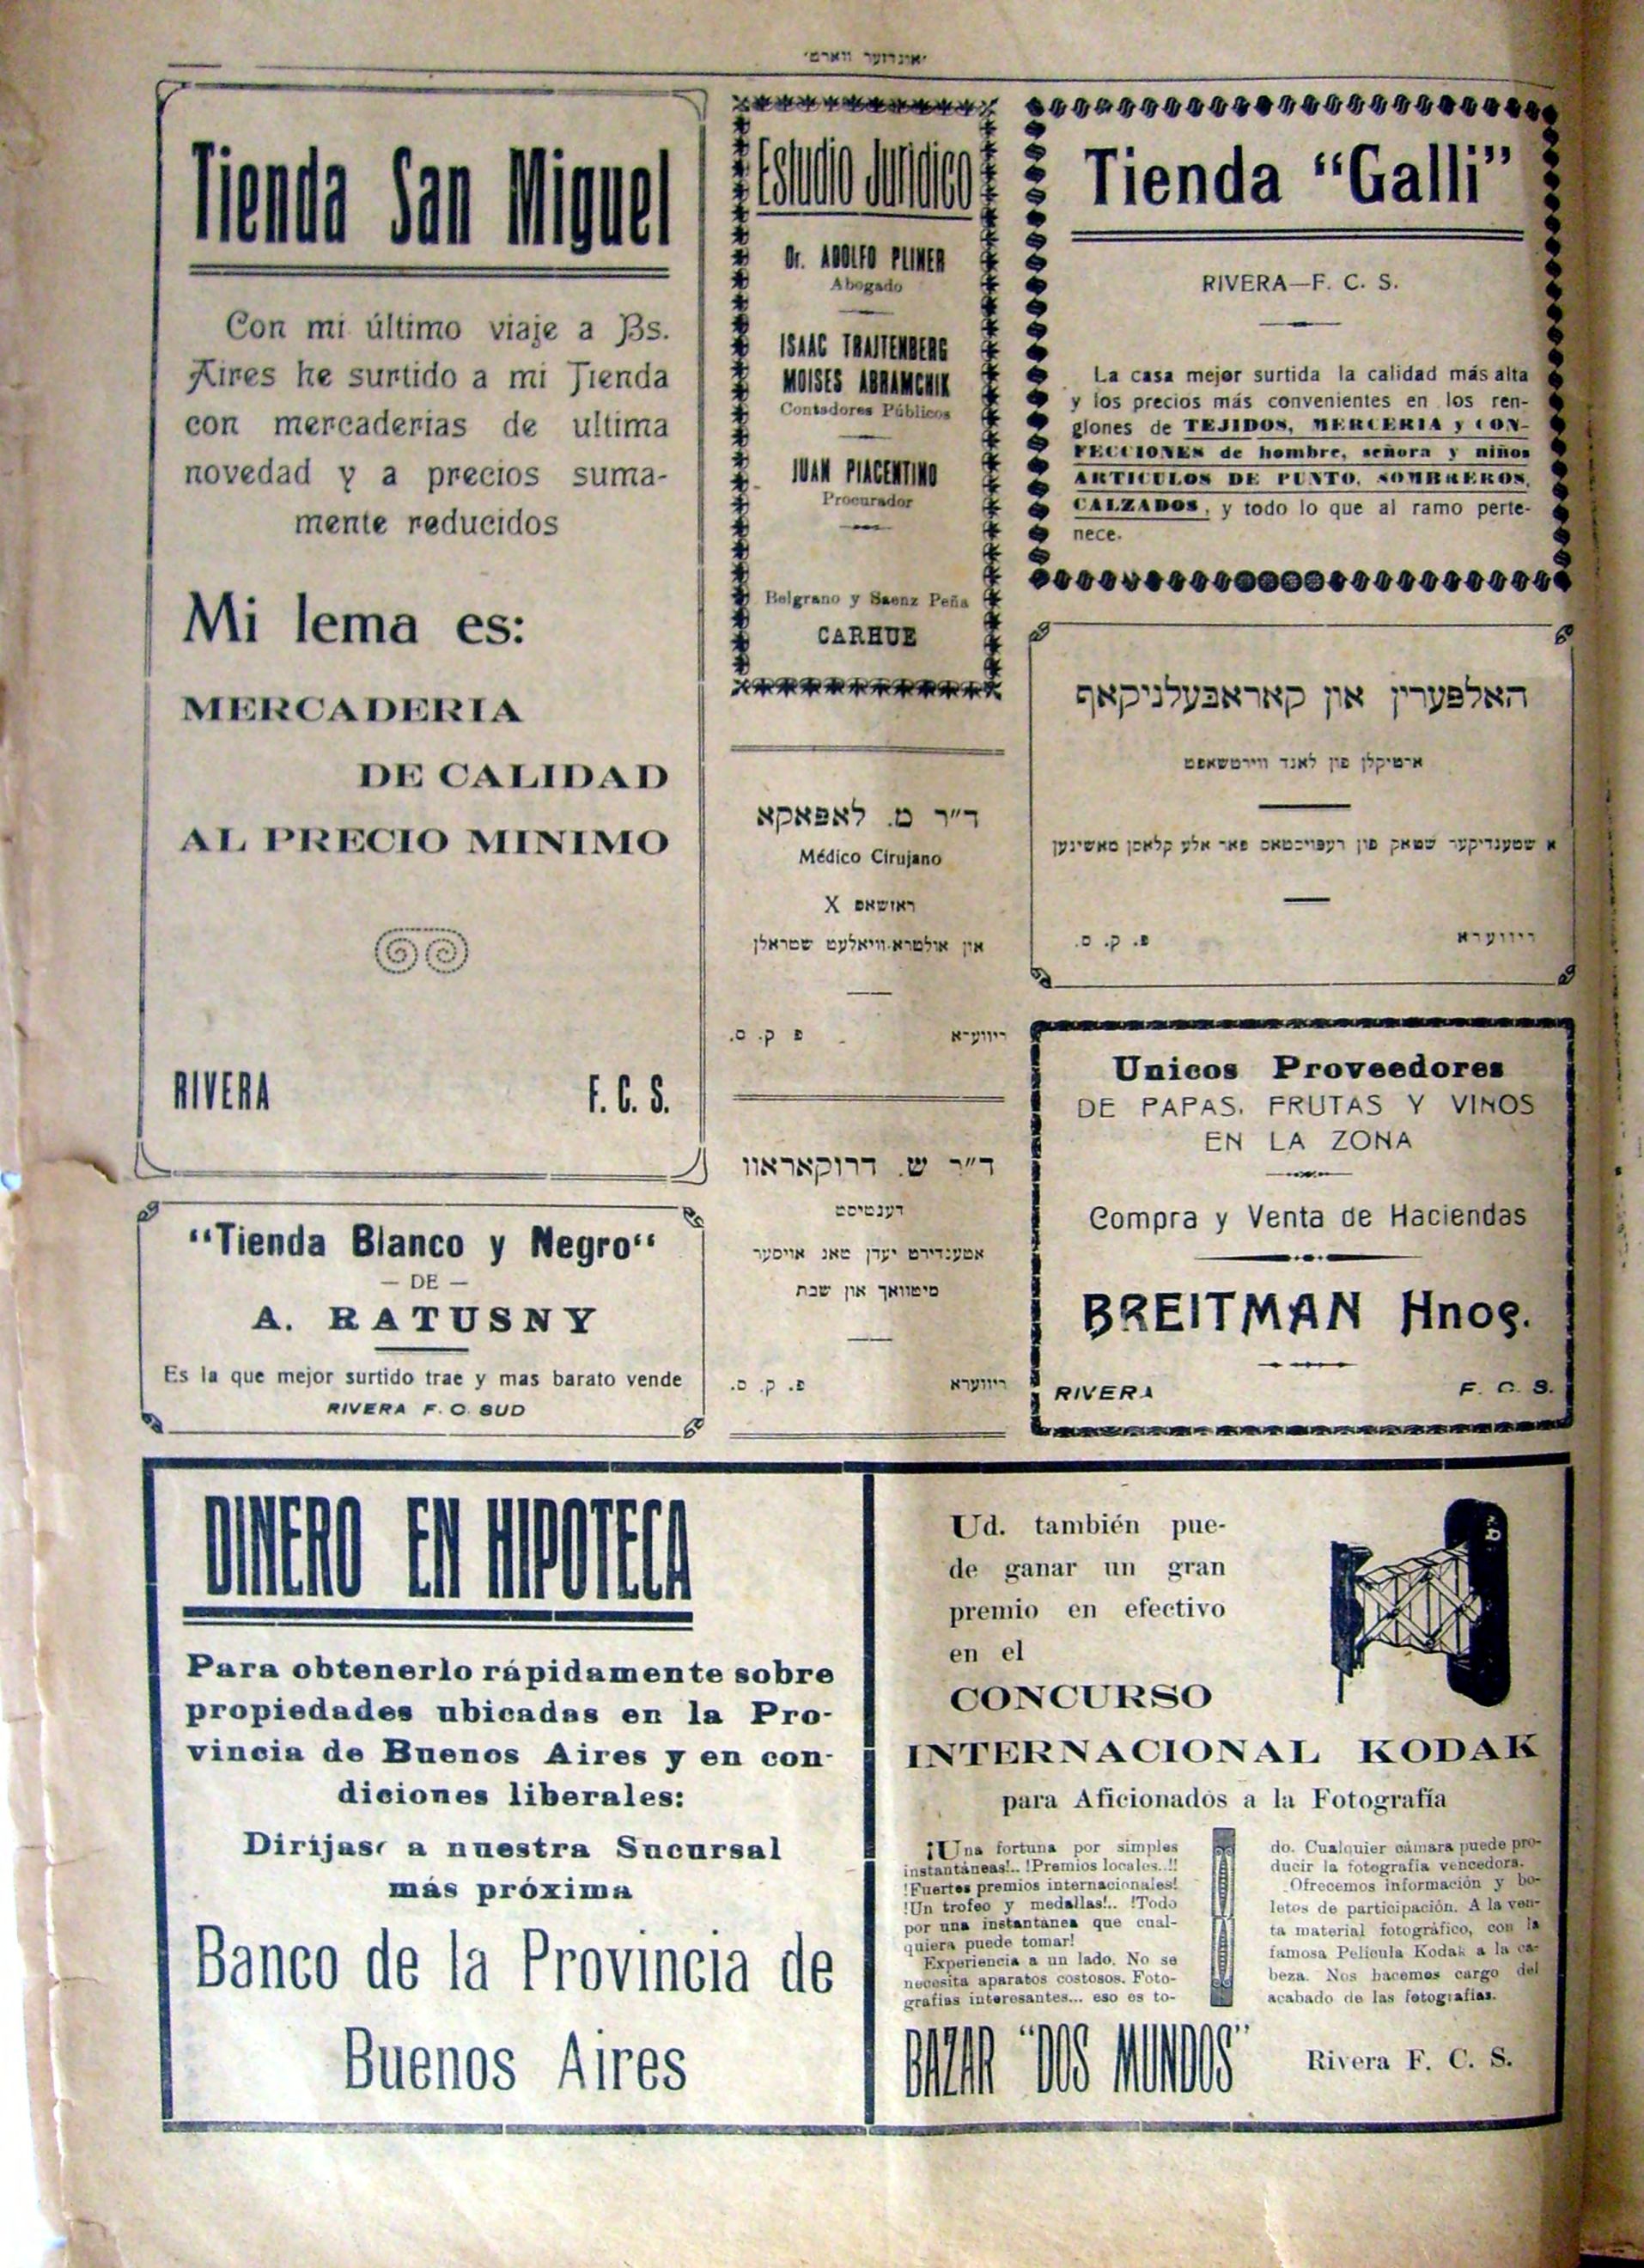 "אונדזער ווארט"
Tienda San Miguel
Con mi último viaje a Bs.
Aires he surtido a mi Tienda
con mercaderias de ultima
novedad y a precios suma-
mente reducidos
Mi lema es:
MERCADERIA
DE CALIDAD
AL PRECIO MINIMO
RIVERA F. C. S.
"Tienda Blanco y Negro"
— DE —
A. RATUSNY
Es la que mejor surtido trae y mas barato vende
RIVERA F. C. SUD
Estudio Juridico
Dr. ADOLFO PLINER
Abogado
ISAAC TRAJTENBERG
MOISES ABRAMCHIK
Contadores Públicos
JUAN PIACENTINO
Procurador
Belgrano y Saenz Peña
CARHUE
ד״ר מ. לאפאקא
Médico Cirujano
ראושאס X
און אולטרא-וויאלעט שטראלן
ריווערא פ ק. ס.
ד״ר ש. דרוקאראוו
דענטיסט
אטענדירט יעדן טאג אויסער
מיטוואך און שבת
ריווערא פ. ק. ס.
Tienda "Galli"
RIVERA—F. C. S.
La casa mejor surtida la calidad más alta
y los precios más convenientes en los ren-
glones de TEJIDOS, MERCERIA y CON-
FECCIONES de hombre, señora y niños
ARTICULOS DE PUNTO, SOMBREROS,
CALZADOS, y todo lo que al ramo perte-
nece.
האלפערין און קאראבעלניקאף
ארטיקלן פון לאנד ווירטשאפט
א שטענדיקער שטאק פון רעפויסטאס פאר אלע קלאסן מאשינען
ריווערא פ. ק. ס.
Unicos Proveedores
DE PAPAS, FRUTAS Y VINOS
EN LA ZONA
Compra y Venta de Haciendas
BREITMAN Hnos.
RIVERA F. C. S.
DINERO EN HIPOTECA
Para obtenerlo rápidamente sobre
propiedades ubicadas en la Pro-
vincia de Buenos Aires y en con-
diciones liberales:
Dirijase a nuestra Sucursal
más próxima
Banco de la Provincia de
Buenos Aires
Ud. también pue-
de ganar un gran
premio en efectivo
en el
CONCURSO
INTERNACIONAL KODAK
para Aficionados a la Fotografía
¡Una fortuna por simples
instantáneas!.. !Premios locales..!!
!Fuertes premios internacionales!
!Un trofeo y medallas!.. !Todo
por una instantánea que cual-
quiera puede tomar!
Experiencia a un lado. No se
necesita aparatos costosos. Foto-
grafias interesantes... eso es to-
do. Cualquier cámara puede pro-
ducir la fotografía vencedora.
Ofrecemos información y bo-
letos de participación. A la ven-
ta material fotográfico, con la
famosa Película Kodak a la ca-
beza. Nos hacemos cargo del
acabado de las fotografías.
BAZAR "DOS MUNDOS" Rivera F. C. S.